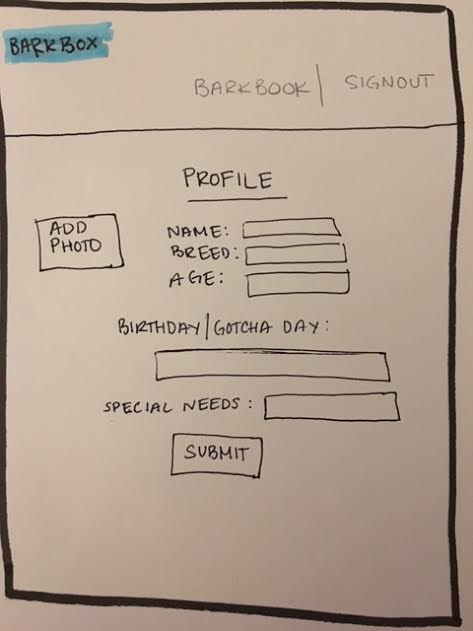 BARKBOX
BARKBOOK | SIGNOUT
PROFILE
ADD
PHOTO
NAME:
BREED:
AGE:
BIRTHDAY/GOTCHA DAY:
SPECIAL NEEDS:
SUBMIT